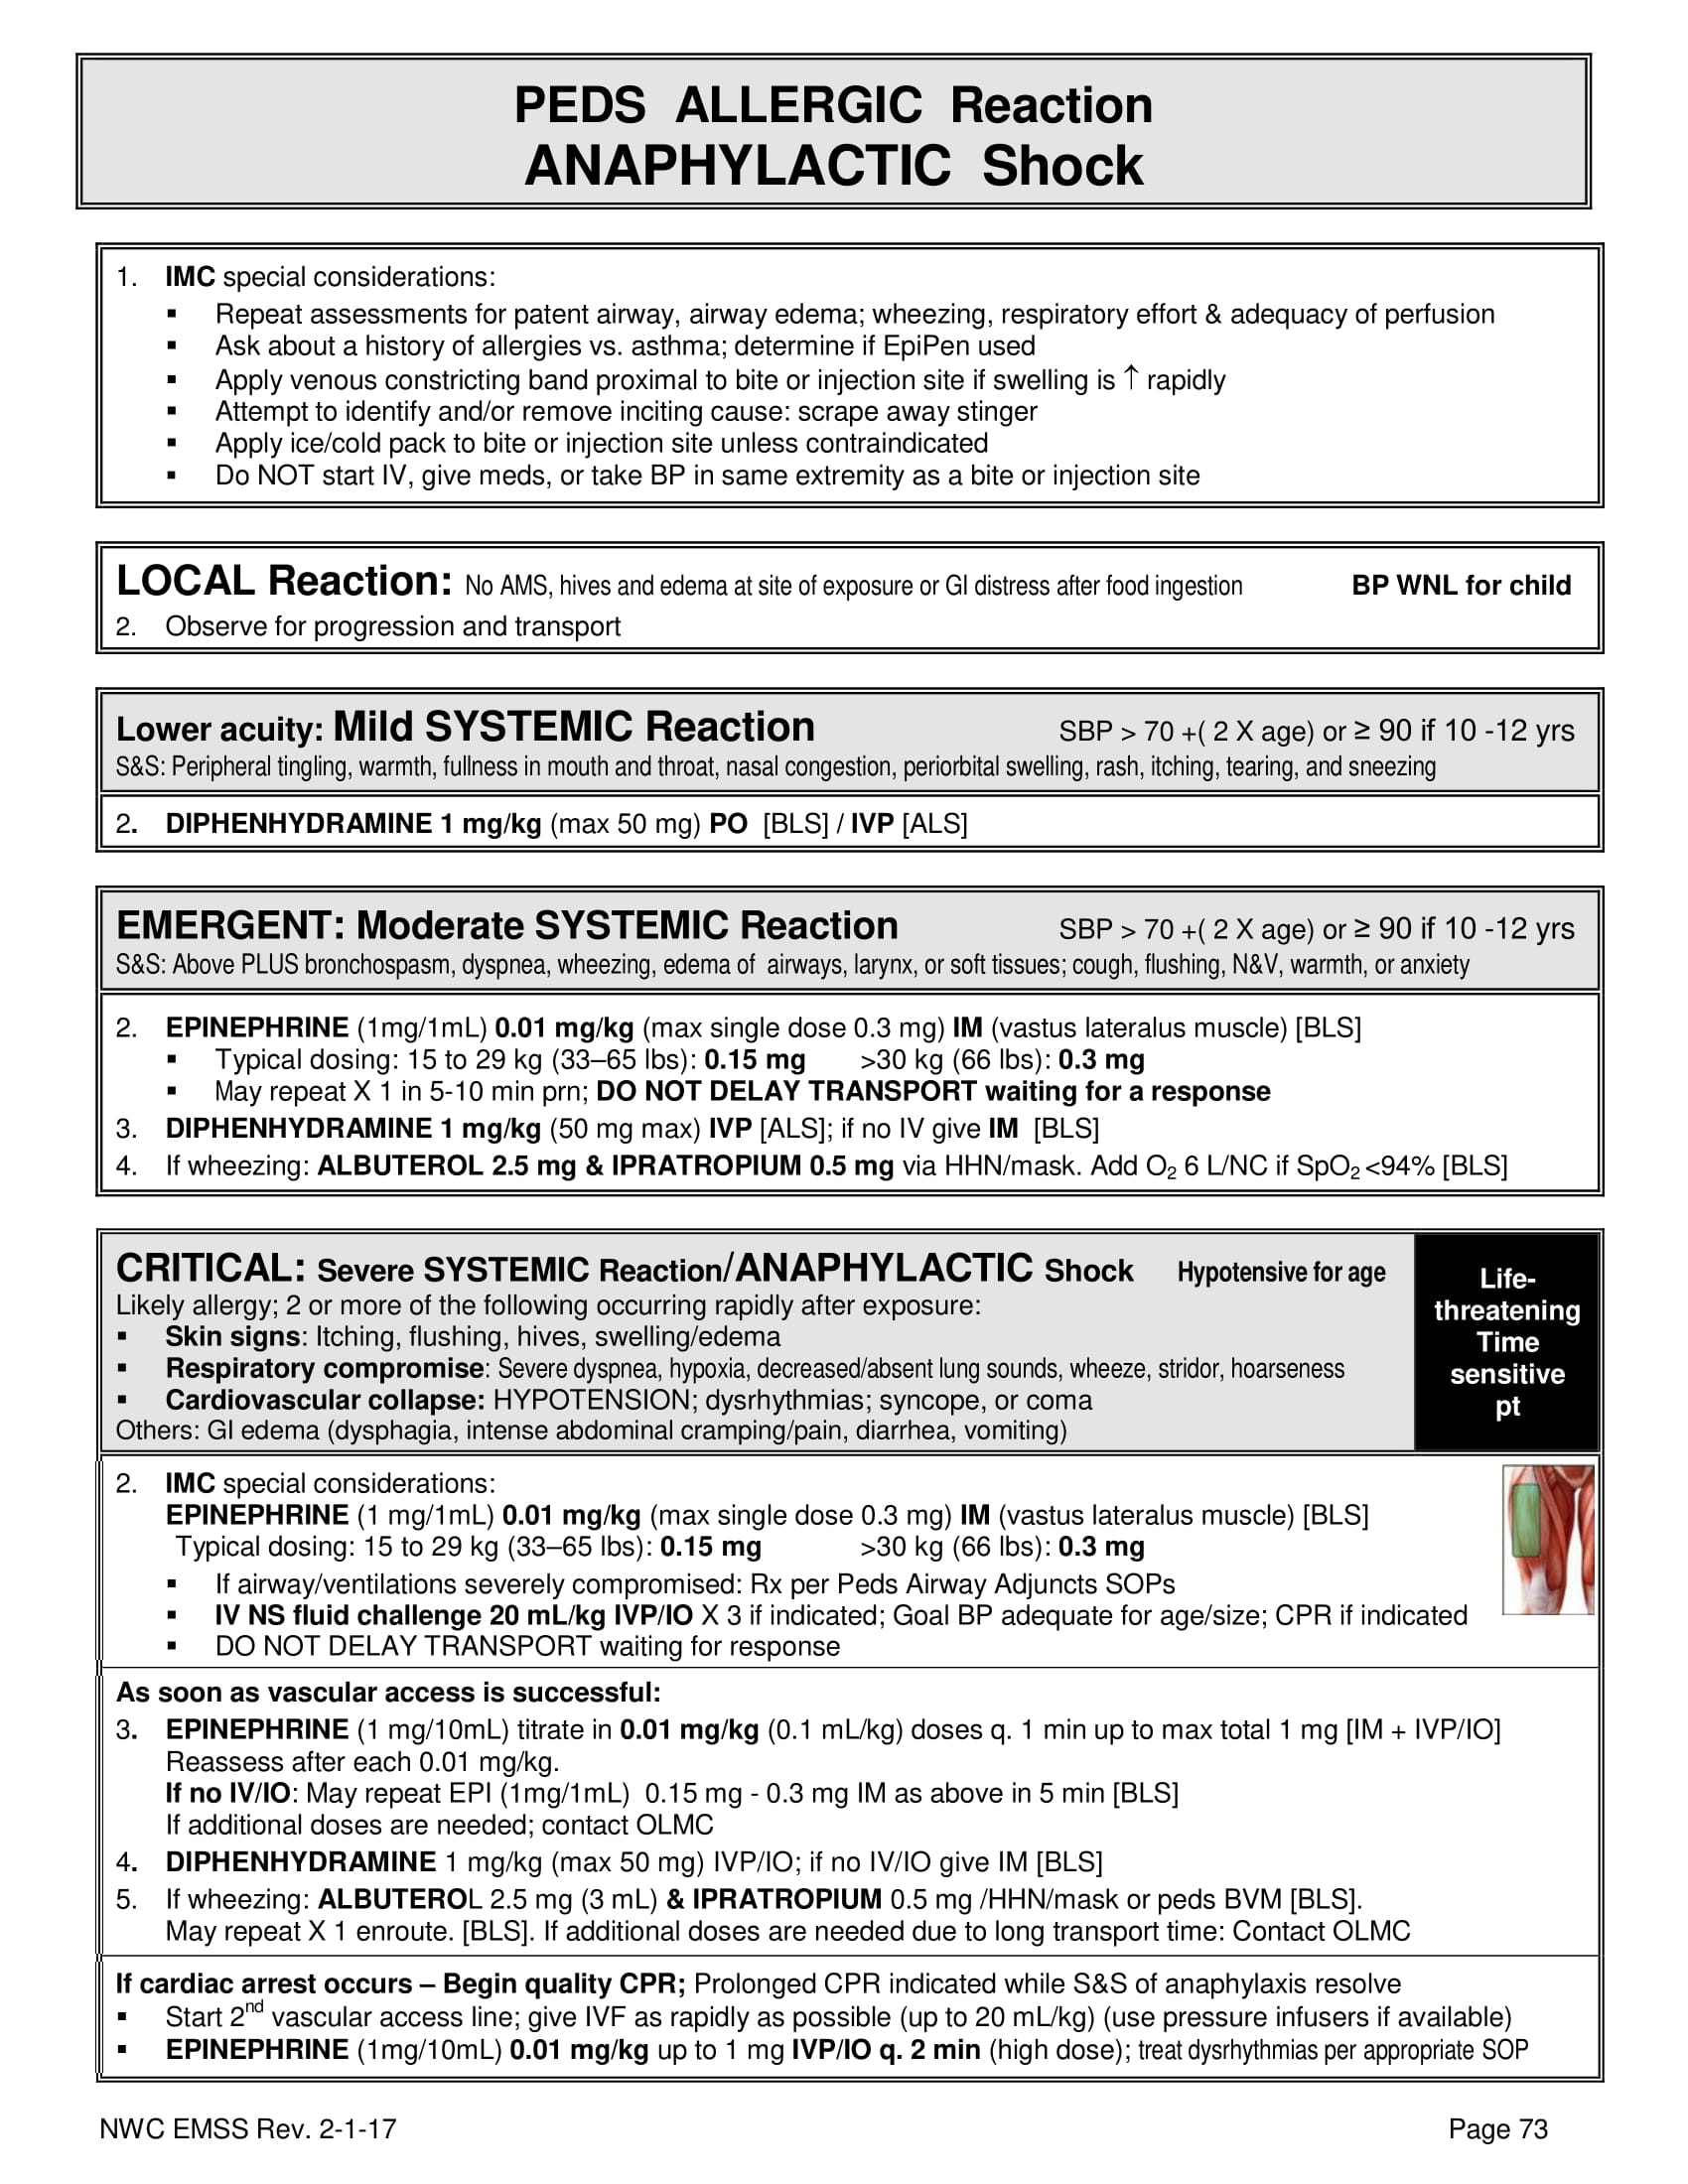 PEDS ALLERGIC Reaction
ANAPHYLACTIC Shock
1. IMC special considerations:
▪ Repeat assessments for patent airway, airway edema; wheezing, respiratory effort & adequacy of perfusion
▪ Ask about a history of allergies vs. asthma; determine if EpiPen used
▪ Apply venous constricting band proximal to bite or injection site if swelling is ↑ rapidly
▪ Attempt to identify and/or remove inciting cause: scrape away stinger
▪ Apply ice/cold pack to bite or injection site unless contraindicated
▪ Do NOT start IV, give meds, or take BP in same extremity as a bite or injection site
LOCAL Reaction: No AMS, hives and edema at site of exposure or GI distress after food ingestion BP WNL for child
2. Observe for progression and transport
Lower acuity: Mild SYSTEMIC Reaction SBP > 70 +( 2 X age) or ≥ 90 if 10 -12 yrs
S&S: Peripheral tingling, warmth, fullness in mouth and throat, nasal congestion, periorbital swelling, rash, itching, tearing, and sneezing
2. DIPHENHYDRAMINE 1 mg/kg (max 50 mg) PO [BLS] / IVP [ALS]
EMERGENT: Moderate SYSTEMIC Reaction SBP > 70 +( 2 X age) or ≥ 90 if 10 -12 yrs
S&S: Above PLUS bronchospasm, dyspnea, wheezing, edema of airways, larynx, or soft tissues; cough, flushing, N&V, warmth, or anxiety
2. EPINEPHRINE (1mg/1mL) 0.01 mg/kg (max single dose 0.3 mg) IM (vastus lateralus muscle) [BLS]
▪ Typical dosing: 15 to 29 kg (33–65 lbs): 0.15 mg >30 kg (66 lbs): 0.3 mg
▪ May repeat X 1 in 5-10 min prn; DO NOT DELAY TRANSPORT waiting for a response
3. DIPHENHYDRAMINE 1 mg/kg (50 mg max) IVP [ALS]; if no IV give IM [BLS]
4. If wheezing: ALBUTEROL 2.5 mg & IPRATROPIUM 0.5 mg via HHN/mask. Add O₂ 6 L/NC if SpO₂ <94% [BLS]
CRITICAL: Severe SYSTEMIC Reaction/ANAPHYLACTIC Shock Hypotensive for age
Likely allergy; 2 or more of the following occurring rapidly after exposure:
▪ Skin signs: Itching, flushing, hives, swelling/edema
▪ Respiratory compromise: Severe dyspnea, hypoxia, decreased/absent lung sounds, wheeze, stridor, hoarseness
▪ Cardiovascular collapse: HYPOTENSION; dysrhythmias; syncope, or coma
Others: GI edema (dysphagia, intense abdominal cramping/pain, diarrhea, vomiting)
Life-
threatening
Time
sensitive
pt
2. IMC special considerations:
EPINEPHRINE (1 mg/1mL) 0.01 mg/kg (max single dose 0.3 mg) IM (vastus lateralus muscle) [BLS]
Typical dosing: 15 to 29 kg (33–65 lbs): 0.15 mg >30 kg (66 lbs): 0.3 mg
▪ If airway/ventilations severely compromised: Rx per Peds Airway Adjuncts SOPs
▪ IV NS fluid challenge 20 mL/kg IVP/IO X 3 if indicated; Goal BP adequate for age/size; CPR if indicated
▪ DO NOT DELAY TRANSPORT waiting for response
As soon as vascular access is successful:
3. EPINEPHRINE (1 mg/10mL) titrate in 0.01 mg/kg (0.1 mL/kg) doses q. 1 min up to max total 1 mg [IM + IVP/IO]
Reassess after each 0.01 mg/kg.
If no IV/IO: May repeat EPI (1mg/1mL) 0.15 mg - 0.3 mg IM as above in 5 min [BLS]
If additional doses are needed; contact OLMC
4. DIPHENHYDRAMINE 1 mg/kg (max 50 mg) IVP/IO; if no IV/IO give IM [BLS]
5. If wheezing: ALBUTEROL 2.5 mg (3 mL) & IPRATROPIUM 0.5 mg /HHN/mask or peds BVM [BLS].
May repeat X 1 enroute. [BLS]. If additional doses are needed due to long transport time: Contact OLMC
If cardiac arrest occurs – Begin quality CPR; Prolonged CPR indicated while S&S of anaphylaxis resolve
▪ Start 2nd vascular access line; give IVF as rapidly as possible (up to 20 mL/kg) (use pressure infusers if available)
▪ EPINEPHRINE (1mg/10mL) 0.01 mg/kg up to 1 mg IVP/IO q. 2 min (high dose); treat dysrhythmias per appropriate SOP
NWC EMSS Rev. 2-1-17 Page 73